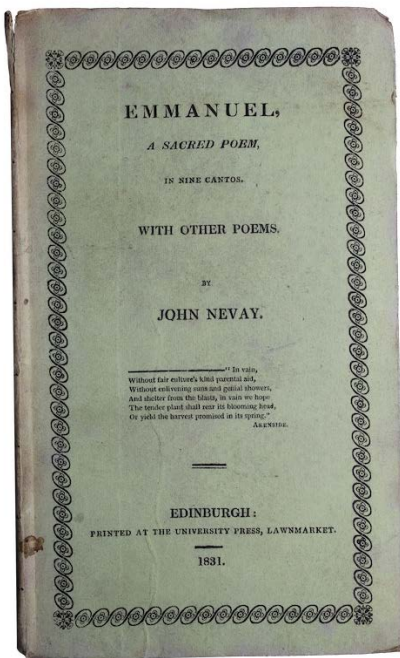 EMMANUEL,
A SACRED POEM,
IN NINE CANTOS.
WITH OTHER POEMS.
BY
JOHN NEVAY.
"In vain,
Without fair culture's kind parental aid,
Without enlivening suns and genial showers,
And shelter from the blasts, in vain we hope
The tender plant shall rear its blooming head,
Or yield the harvest promised in its spring."
AKENSIDE.
EDINBURGH:
PRINTED AT THE UNIVERSITY PRESS, LAWNMARKET.
1831.